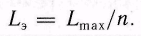 Lэ = Lmax/n.